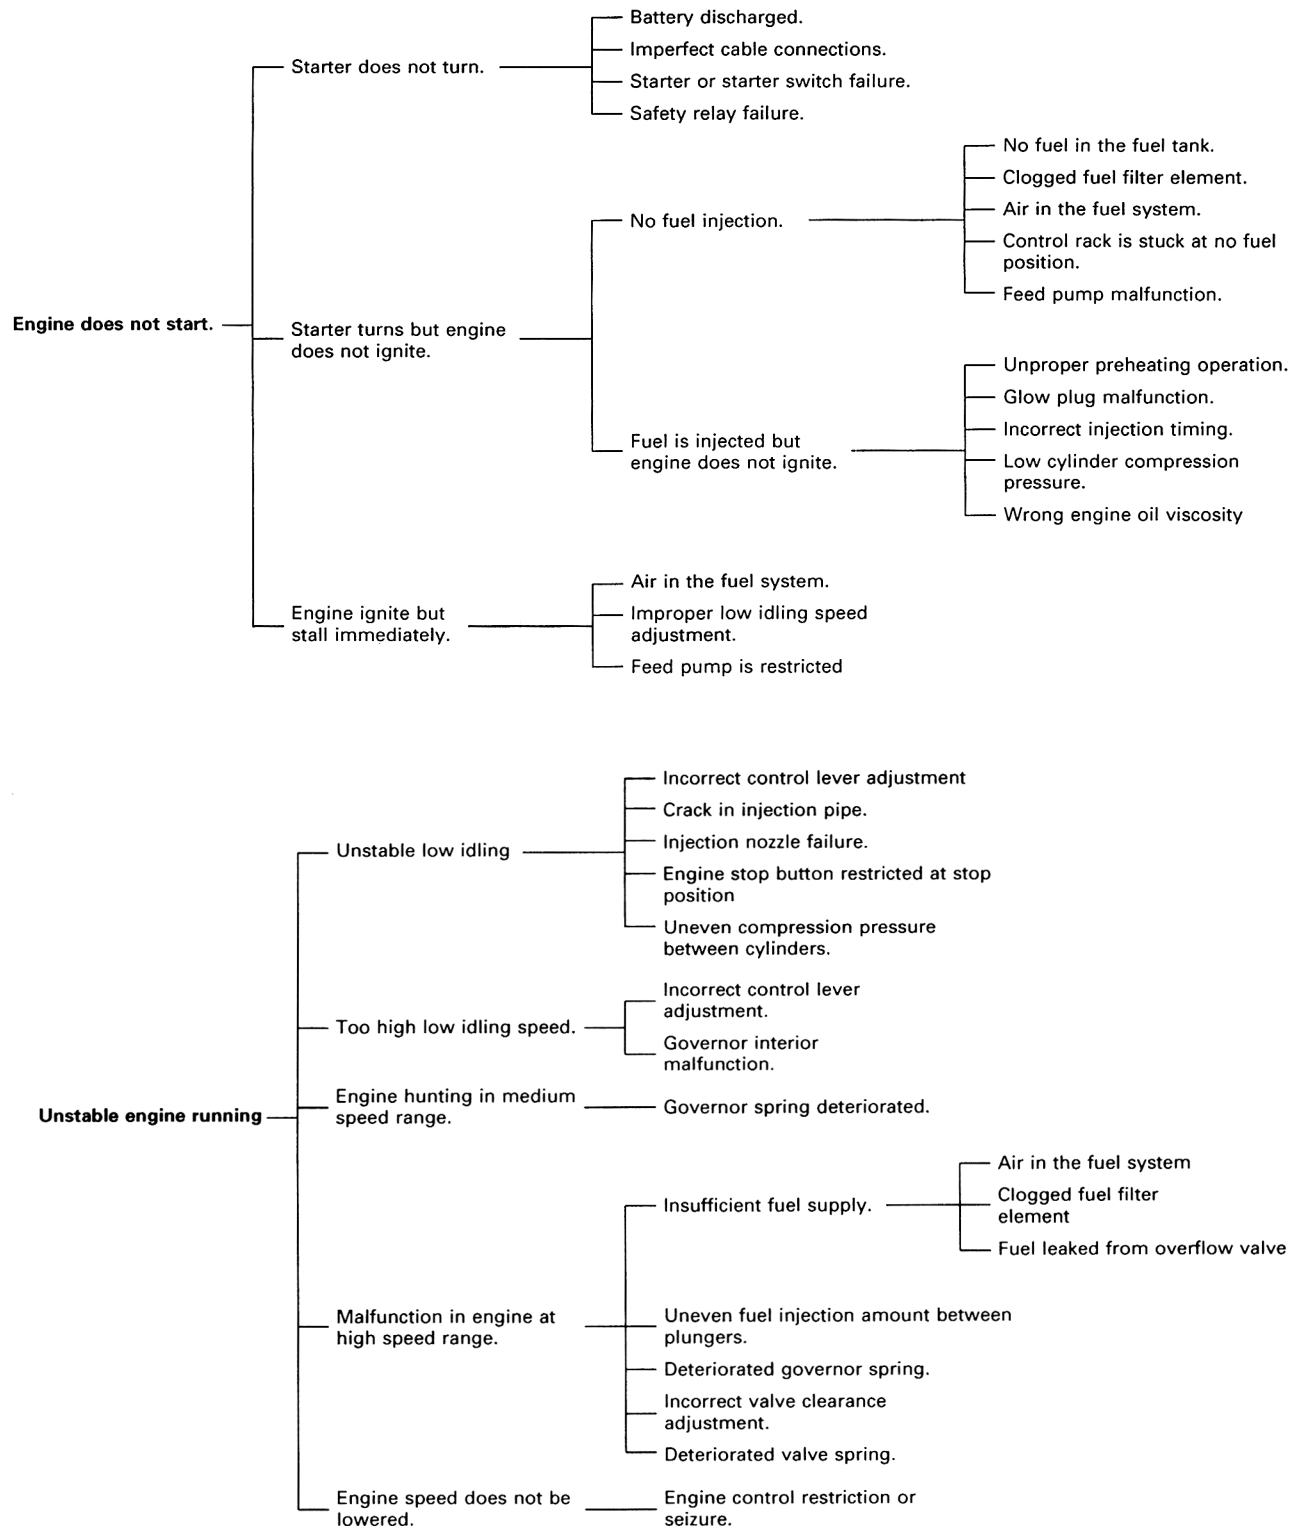 Battery discharged.
Imperfect cable connections.
Starter does not turn.
Starter or starter switch failure.
Safety relay failure.
No fuel in the fuel tank.
Clogged fuel filter element.
Air in the fuel system.
No fuel injection.
Control rack is stuck at no fuel
position.
Feed pump malfunction.
Engine does not start.
Starter turns but engine
does not ignite.
Unproper preheating operation.
Glow plug malfunction.
Incorrect injection timing.
Fuel is injected but
engine does not ignite.
Low cylinder compression
pressure.
Wrong engine oil viscosity
Engine ignite but
stall immediately.
Air in the fuel system.
Improper low idling speed
adjustment.
Feed pump is restricted
Incorrect control lever adjustment
Crack in injection pipe.
Unstable low idling
Injection nozzle failure.
Engine stop button restricted at stop
position
Uneven compression pressure
between cylinders.
Too high low idling speed.
Incorrect control lever
adjustment.
Governor interior
malfunction.
Unstable engine running
Engine hunting in medium
speed range.
Governor spring deteriorated.
Insufficient fuel supply.
Air in the fuel system
Clogged fuel filter
element
Fuel leaked from overflow valve
Malfunction in engine at
high speed range.
Uneven fuel injection amount between
plungers.
Deteriorated governor spring.
Incorrect valve clearance
adjustment.
Deteriorated valve spring.
Engine speed does not be
lowered.
Engine control restriction or
seizure.